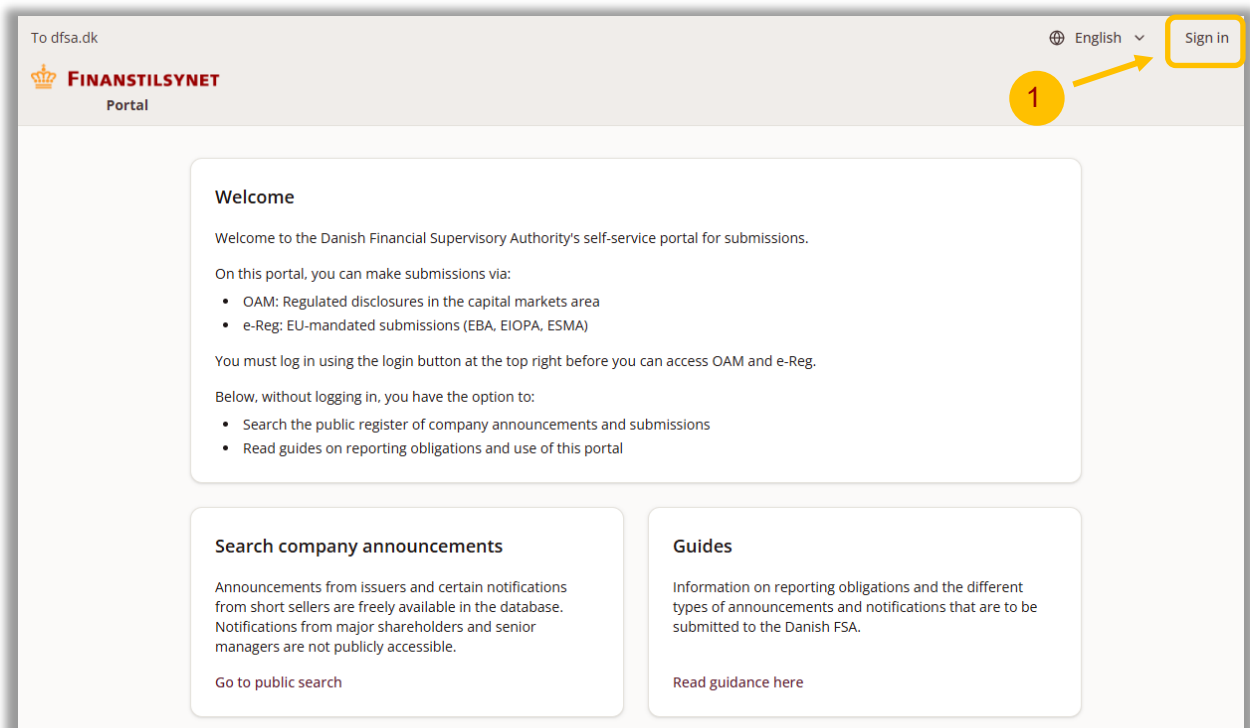 To dfsa.dk
English
Sign in
FINANSTILSYNET
Portal
1
Welcome
Welcome to the Danish Financial Supervisory Authority's self-service portal for submissions.
On this portal, you can make submissions via:
• OAM: Regulated disclosures in the capital markets area
• e-Reg: EU-mandated submissions (EBA, EIOPA, ESMA)
You must log in using the login button at the top right before you can access OAM and e-Reg.
Below, without logging in, you have the option to:
• Search the public register of company announcements and submissions
• Read guides on reporting obligations and use of this portal
Search company announcements
Announcements from issuers and certain notifications
from short sellers are freely available in the database.
Notifications from major shareholders and senior
managers are not publicly accessible.
Go to public search
Guides
Information on reporting obligations and the different
types of announcements and notifications that are to be
submitted to the Danish FSA.
Read guidance here